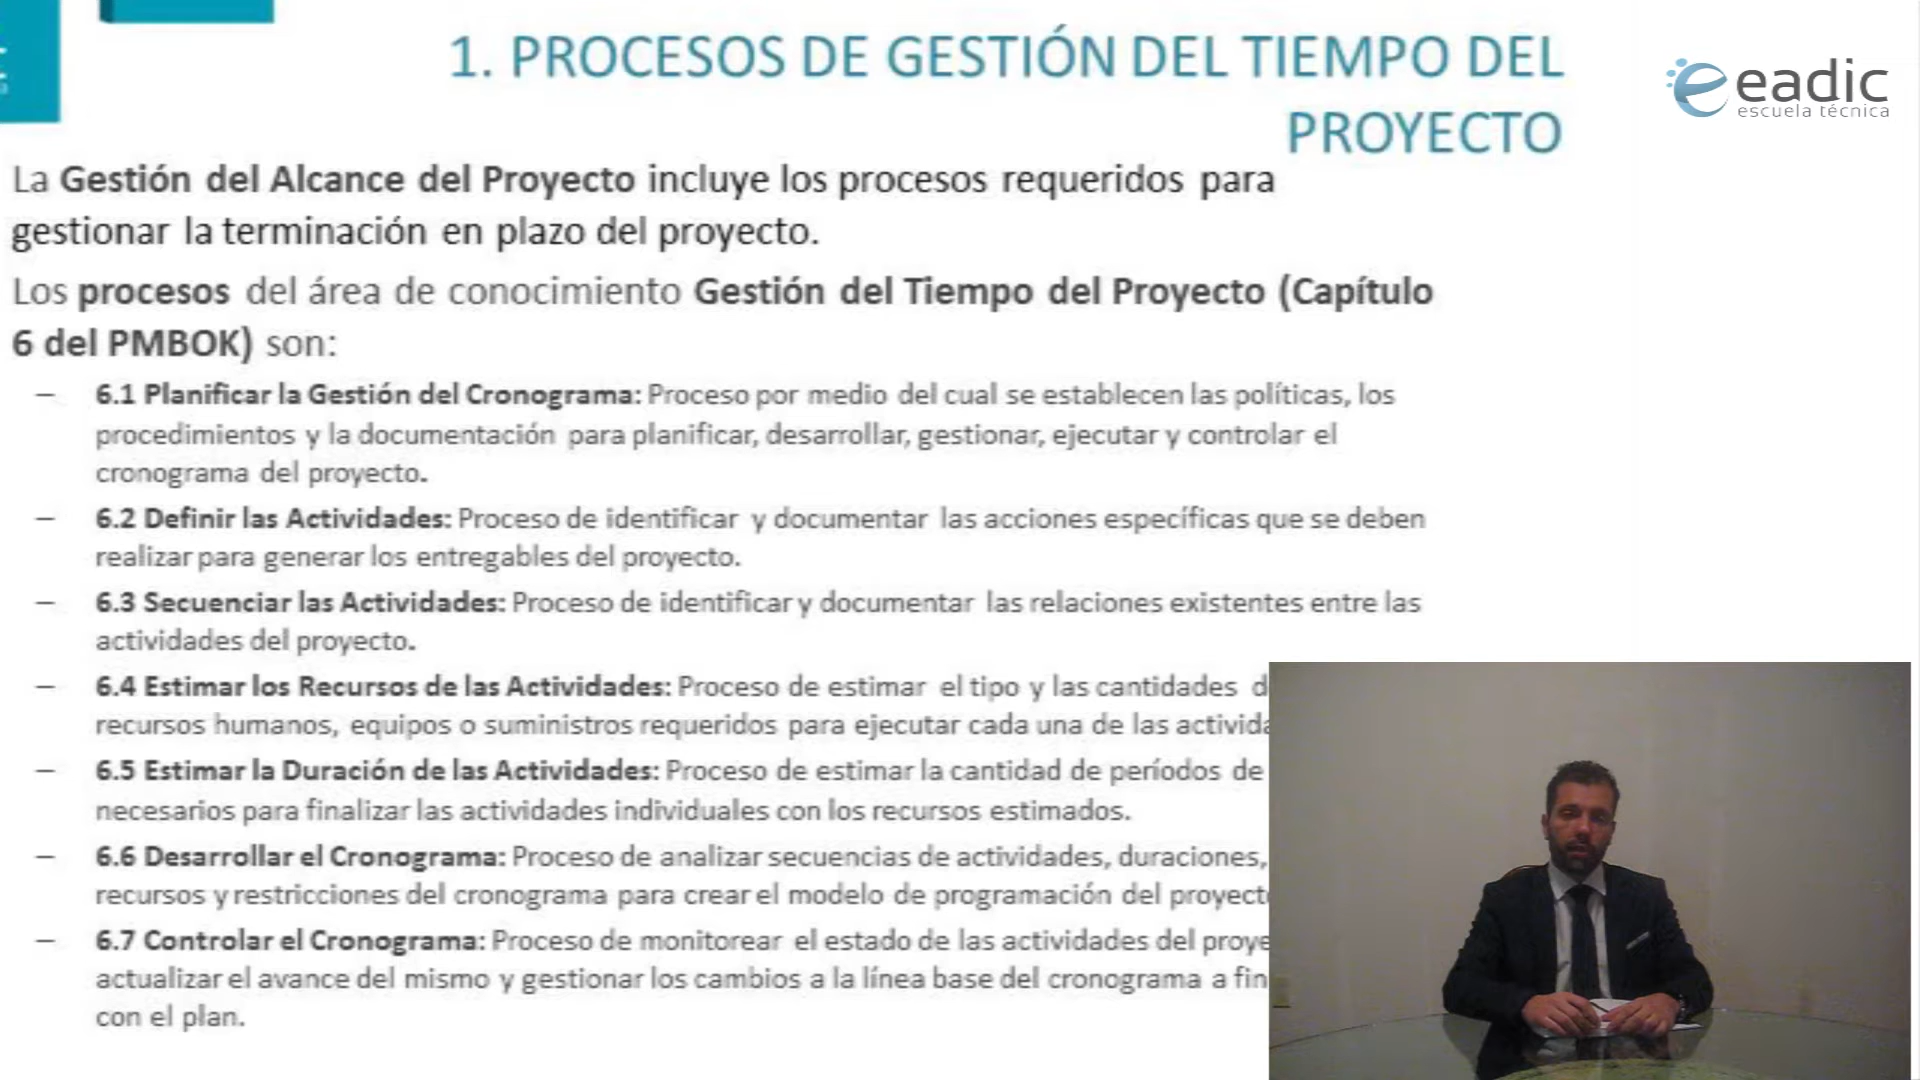 1. PROCESOS DE GESTIÓN DEL TIEMPO DEL
PROYECTO
eadic
escuela técnica
La Gestión del Alcance del Proyecto incluye los procesos requeridos para
gestionar la terminación en plazo del proyecto.
Los procesos del área de conocimiento Gestión del Tiempo del Proyecto (Capítulo
6 del PMBOK) son:
– 6.1 Planificar la Gestión del Cronograma: Proceso por medio del cual se establecen las políticas, los
procedimientos y la documentación para planificar, desarrollar, gestionar, ejecutar y controlar el
cronograma del proyecto.
– 6.2 Definir las Actividades: Proceso de identificar y documentar las acciones específicas que se deben
realizar para generar los entregables del proyecto.
– 6.3 Secuenciar las Actividades: Proceso de identificar y documentar las relaciones existentes entre las
actividades del proyecto.
– 6.4 Estimar los Recursos de las Actividades: Proceso de estimar el tipo y las cantidades
recursos humanos, equipos o suministros requeridos para ejecutar cada una de las
– 6.5 Estimar la Duración de las Actividades: Proceso de estimar la cantidad de períodos de
necesarios para finalizar las actividades individuales con los recursos estimados.
– 6.6 Desarrollar el Cronograma: Proceso de analizar secuencias de actividades, duraciones,
recursos y restricciones del cronograma para crear el modelo de programación del
– 6.7 Controlar el Cronograma: Proceso de monitorear el estado de las actividades del
actualizar el avance del mismo y gestionar los cambios a la línea base del cronograma a fin
con el plan.